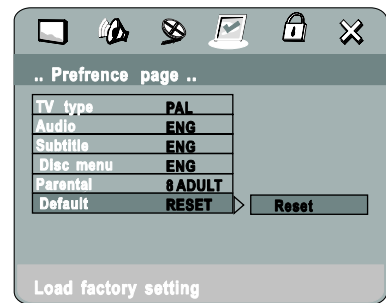 .. Prefrence page ..
TV type PAL
Audio ENG
Subtitle ENG
Disc menu ENG
Parental 8 ADULT
Default RESET Reset
Load factory setting